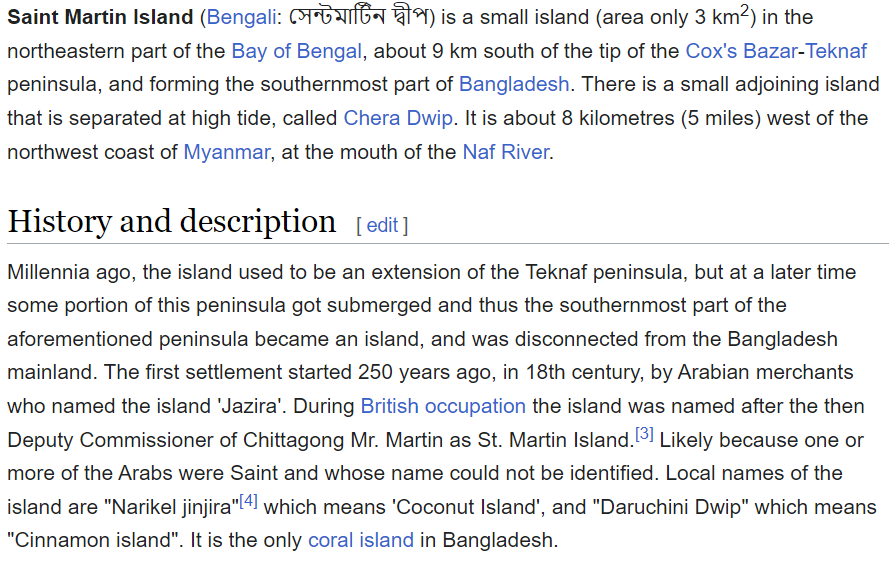 Saint Martin Island (Bengali: সেন্টমার্টিন দ্বীপ) is a small island (area only 3 km2) in the
northeastern part of the Bay of Bengal, about 9 km south of the tip of the Cox's Bazar-Teknaf
peninsula, and forming the southernmost part of Bangladesh. There is a small adjoining island
that is separated at high tide, called Chera Dwip. It is about 8 kilometres (5 miles) west of the
northwest coast of Myanmar, at the mouth of the Naf River.
History and description [ edit ]
Millennia ago, the island used to be an extension of the Teknaf peninsula, but at a later time
some portion of this peninsula got submerged and thus the southernmost part of the
aforementioned peninsula became an island, and was disconnected from the Bangladesh
mainland. The first settlement started 250 years ago, in 18th century, by Arabian merchants
who named the island 'Jazira'. During British occupation the island was named after the then
Deputy Commissioner of Chittagong Mr. Martin as St. Martin Island.[3] Likely because one or
more of the Arabs were Saint and whose name could not be identified. Local names of the
island are "Narikel jinjira"[4] which means 'Coconut Island', and "Daruchini Dwip" which means
"Cinnamon island". It is the only coral island in Bangladesh.